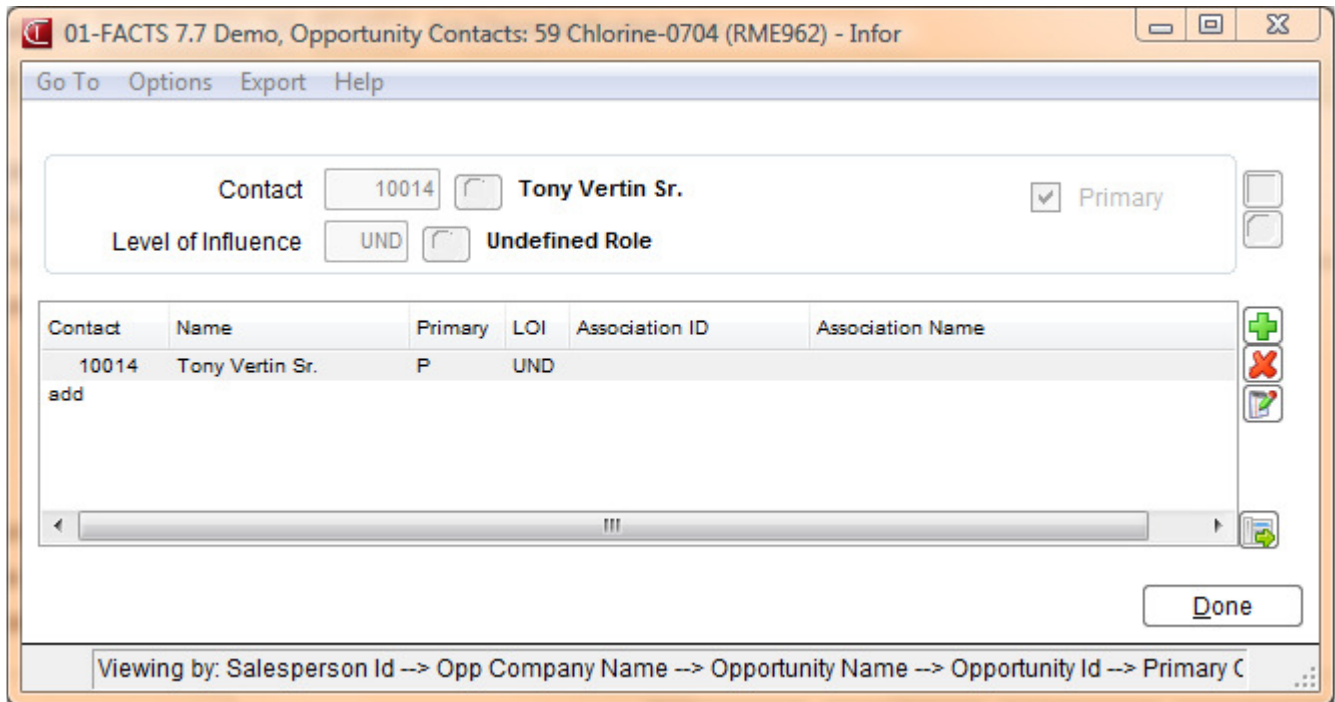 01-FACTS 7.7 Demo, Opportunity Contacts: 59 Chlorine-0704 (RME962) - Infor
Go To Options Export Help
Contact 10014 Tony Vertin Sr. Primary
Level of Influence UND Undefined Role
Contact Name Primary LOI Association ID Association Name
10014 Tony Vertin Sr. P UND
add
Done
Viewing by: Salesperson Id --> Opp Company Name --> Opportunity Name --> Opportunity Id --> Primary